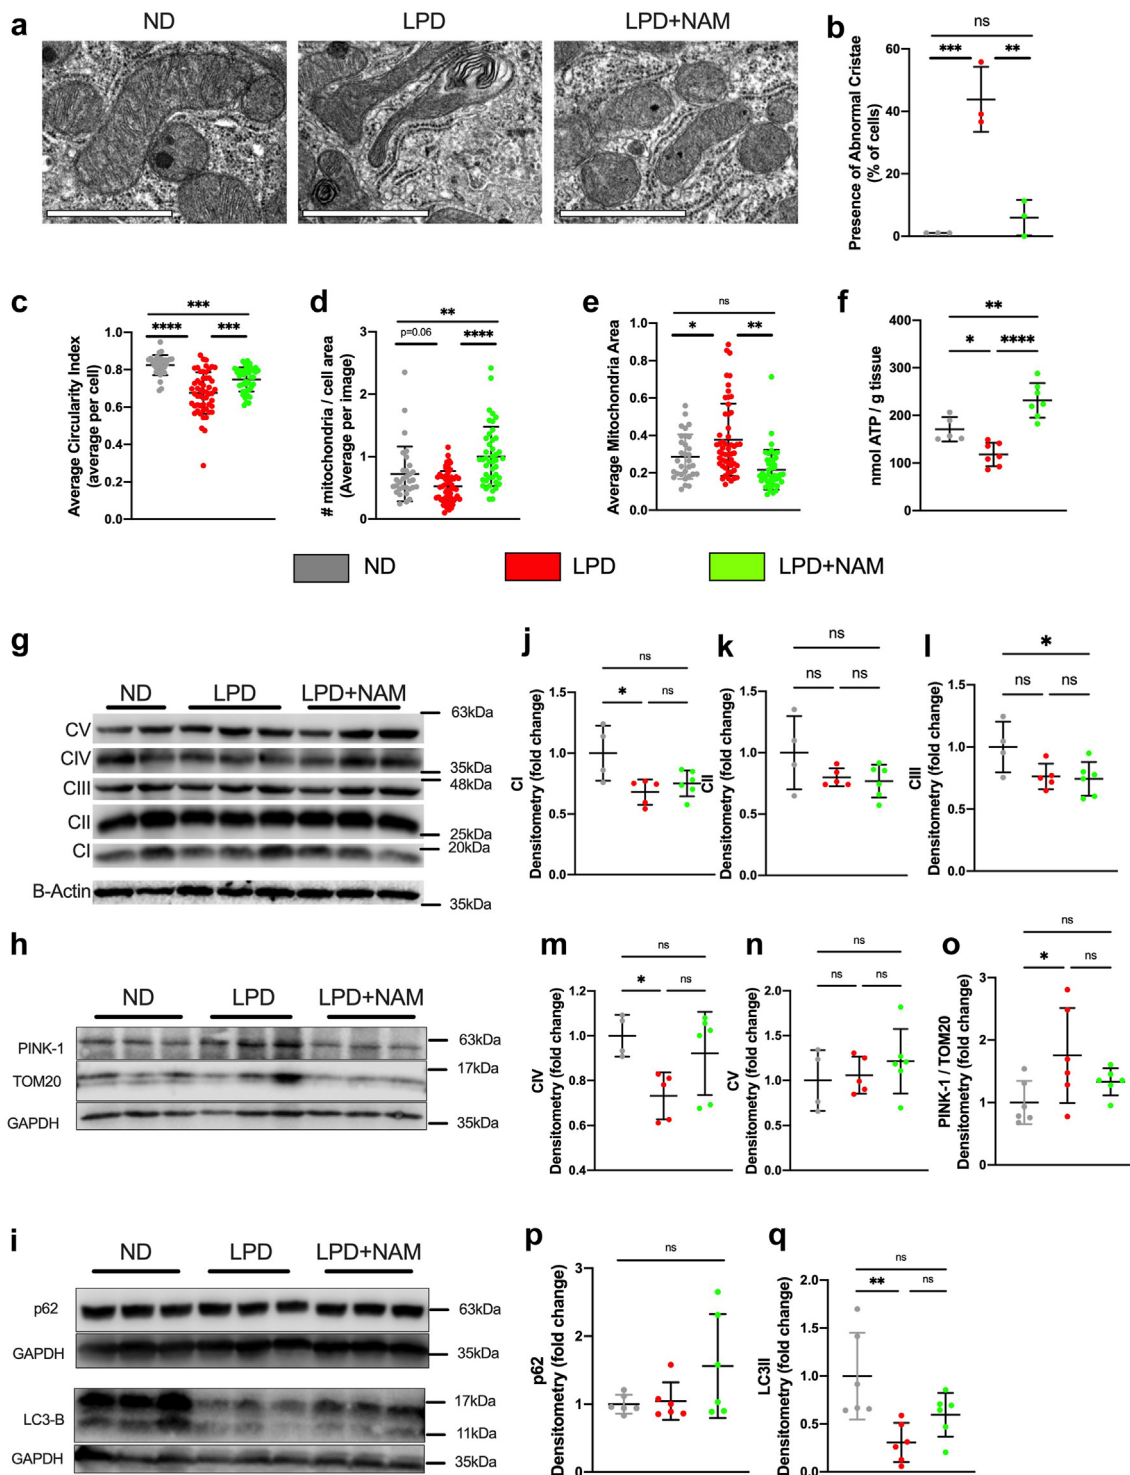 a
ND
LPD
LPD+NAM
b
Presence of Abnormal Cristae
(% of cells)
60
40
20
0
***
**
ns
c
Average Circularity Index
(average per cell)
1.0
0.8
0.6
0.4
0.2
0.0
***
****
***
d
# mitochondria / cell area
(Average per image)
3
2
1
0
**
p=0.06
****
e
Average Mitochondria Area
1.0
0.8
0.6
0.4
0.2
0.0
ns
*
**
f
nmol ATP / g tissue
400
300
200
100
0
**
*
****
ND
LPD
LPD+NAM
g
ND
LPD
LPD+NAM
63kDa
CV
CIV
35kDa
CIII
48kDa
CII
25kDa
CI
20kDa
B-Actin
35kDa
j
CI
Densitometry (fold change)
1.5
1.0
0.5
0.0
ns
*
ns
k
CII
Densitometry (fold change)
1.5
1.0
0.5
0.0
ns
ns
ns
l
CIII
Densitometry (fold change)
1.5
1.0
0.5
0.0
*
ns
ns
h
ND
LPD
LPD+NAM
PINK-1
63kDa
TOM20
17kDa
GAPDH
35kDa
m
CIV
Densitometry (fold change)
1.2
1.0
0.8
0.6
0.4
ns
*
ns
n
CV
Densitometry (fold change)
2.0
1.5
1.0
0.5
0.0
ns
ns
ns
o
PINK-1 / TOM20
Densitometry (fold change)
3
2
1
0
ns
*
ns
i
ND
LPD
LPD+NAM
p62
63kDa
GAPDH
35kDa
LC3-B
17kDa
11kDa
GAPDH
35kDa
p
p62
Densitometry (fold change)
3
2
1
0
ns
q
LC3II
Densitometry (fold change)
2.0
1.5
1.0
0.5
0.0
ns
**
ns